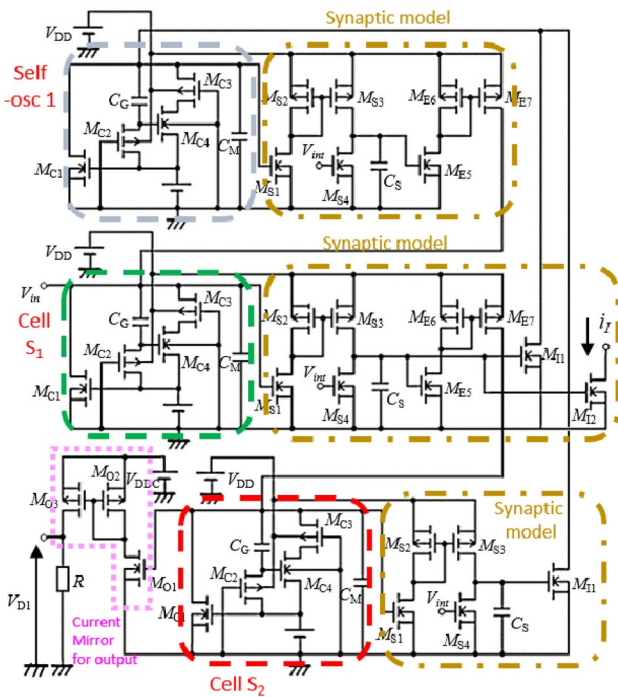 Synaptic model
VDD
Self
-osc 1
CG
MC3
MC2
MC4
CM
MC1
MS2
MS3
ME6
ME7
Vint
MS1
MS4
CS
ME5
VDD
Synaptic model
Vin
Cell
S1
CG
MC3
MC2
MC4
CM
MC1
MS2
MS3
ME6
ME7
MI1
iI
Vint
MS1
MS4
CS
ME5
MI2
MO2
VDDC
VDD
MO3
MO1
R
VD1
Current
Mirror
for output
CG
MC3
MC2
MC4
CM
Cell S2
Synaptic
model
MS2
MS3
MI1
Vint
MS1
MS4
CS